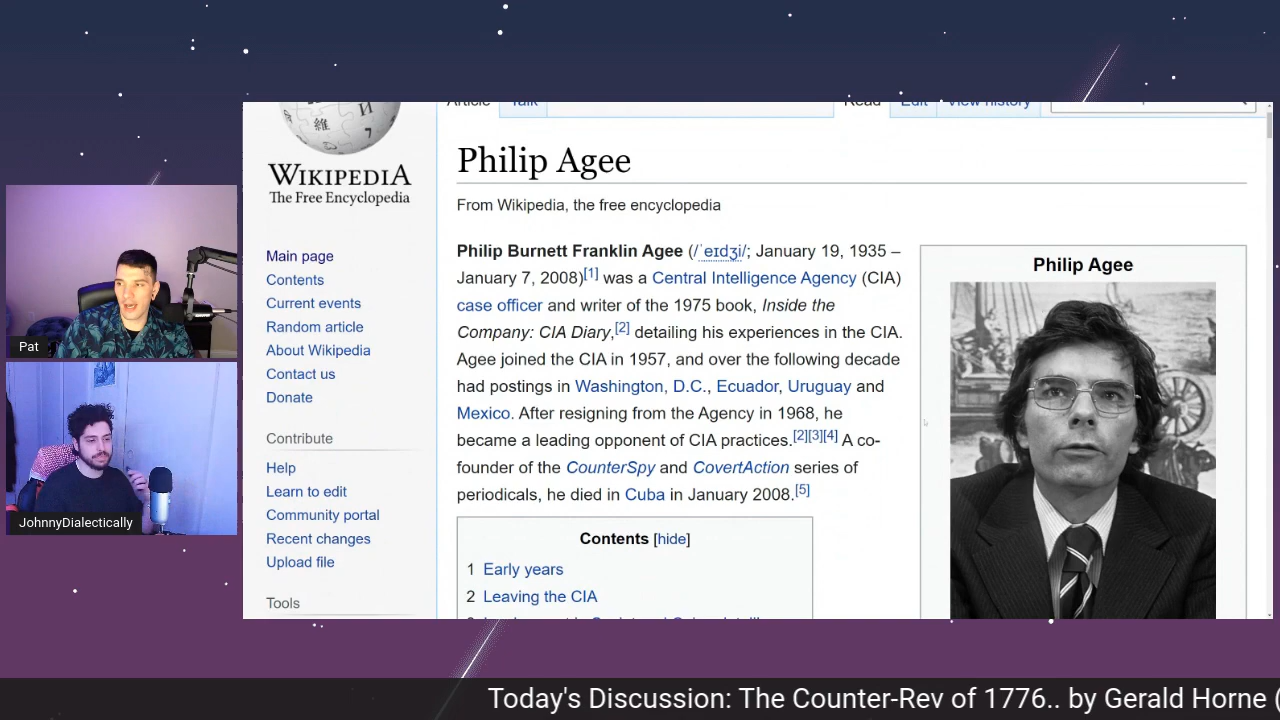 Article Talk Read Edit View history
維 И
WIKIPEDIA
The Free Encyclopedia
Main page
Contents
Current events
Random article
About Wikipedia
Contact us
Donate
Contribute
Help
Learn to edit
Community portal
Recent changes
Upload file
Tools
Philip Agee
From Wikipedia, the free encyclopedia
Philip Burnett Franklin Agee (/ˈeɪdʒi/; January 19, 1935 –
January 7, 2008)[1] was a Central Intelligence Agency (CIA)
case officer and writer of the 1975 book, Inside the
Company: CIA Diary,[2] detailing his experiences in the CIA.
Agee joined the CIA in 1957, and over the following decade
had postings in Washington, D.C., Ecuador, Uruguay and
Mexico. After resigning from the Agency in 1968, he
became a leading opponent of CIA practices.[2][3][4] A co-
founder of the CounterSpy and CovertAction series of
periodicals, he died in Cuba in January 2008.[5]
Contents [hide]
1 Early years
2 Leaving the CIA
Philip Agee
Pat
JohnnyDialectically
Today's Discussion: The Counter-Rev of 1776.. by Gerald Horne (